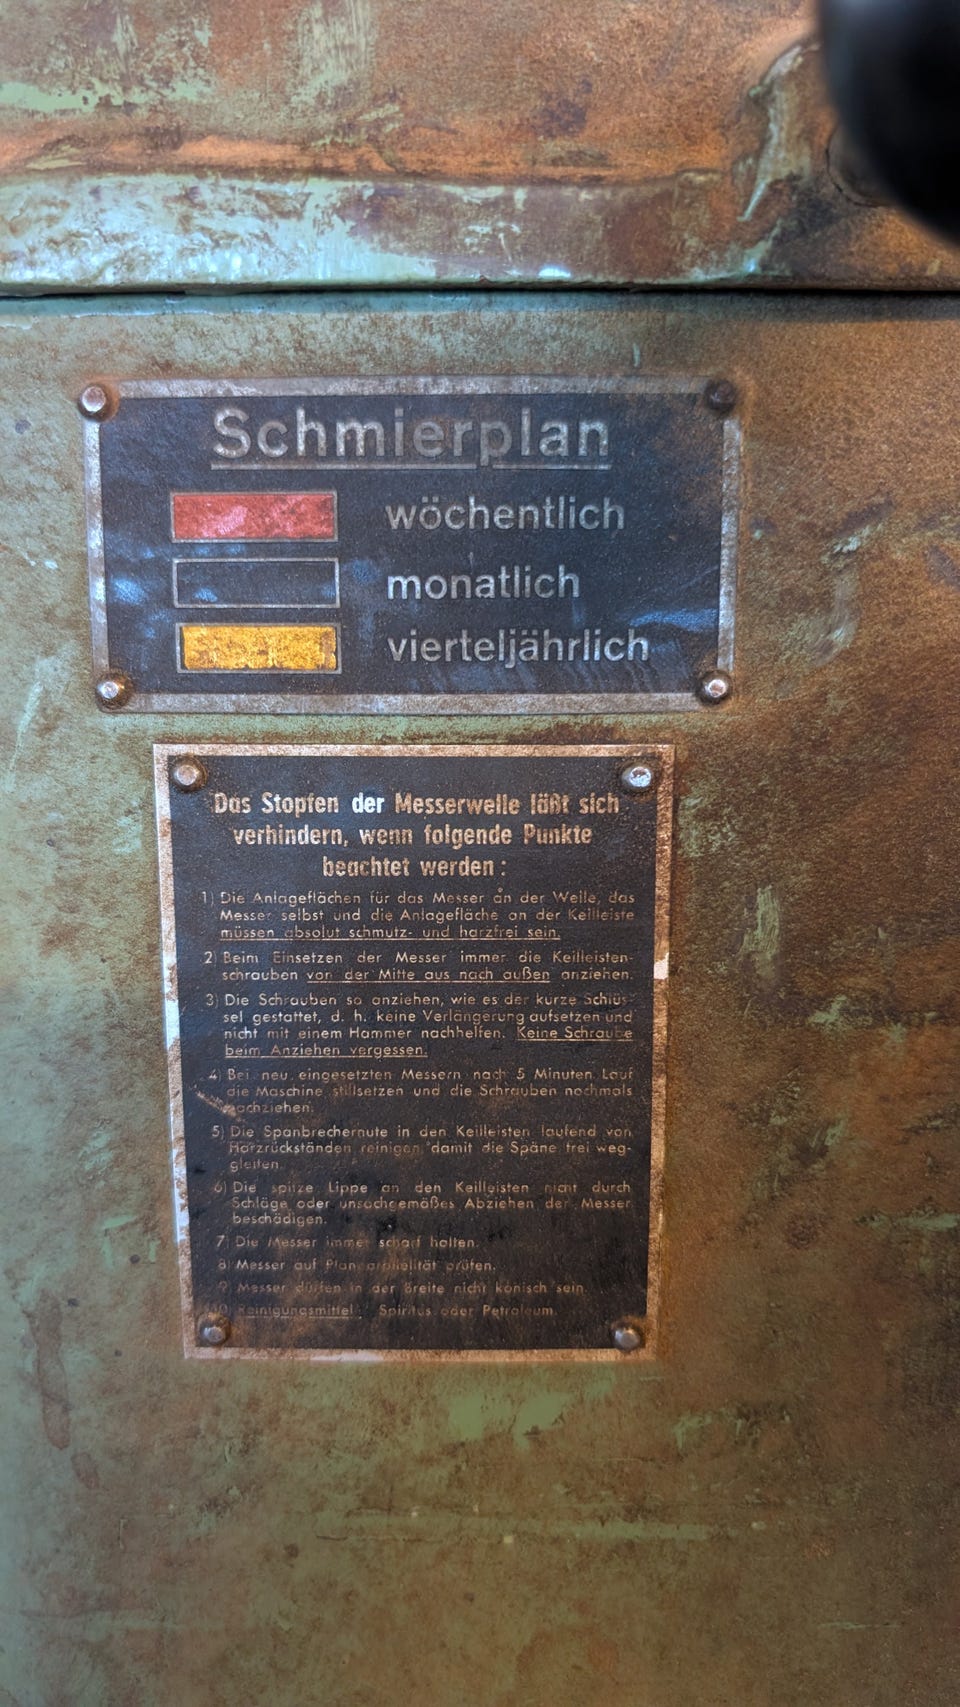 Schmierplan
wöchentlich
monatlich
vierteljährlich
Das Stopfen der Messerwelle läßt sich
verhindern, wenn folgende Punkte
beachtet werden :
1) Die Anlageflächen für das Messer an der Welle, das
Messer selbst und die Anlagefläche an der Keilleiste
müssen absolut schmutz- und harzfrei sein.
2) Beim Einsetzen der Messer immer die Keilleisten-
schrauben von der Mitte aus nach außen anziehen.
3) Die Schrauben so anziehen, wie es der kurze Schlüs-
sel gestattet, d. h. keine Verlängerung aufsetzen und
nicht mit einem Hammer nachhelfen. Keine Schraube
beim Anziehen vergessen.
4) Bei neu eingesetzten Messern nach 5 Minuten Lauf
die Maschine stillsetzen und die Schrauben nochmals
nachziehen.
5) Die Spanbrechernute in den Keilleisten laufend von
Harzrückständen reinigen, damit die Späne frei weg-
gleiten.
6) Die spitze Lippe an den Keilleisten nicht durch
Schläge oder unsachgemäßes Abziehen der Messer
beschädigen.
7) Die Messer immer scharf halten.
8) Messer auf Planparallelität prüfen.
9) Messer dürfen in der Breite nicht konisch sein.
10) Reinigungsmittel : Spiritus oder Petroleum.